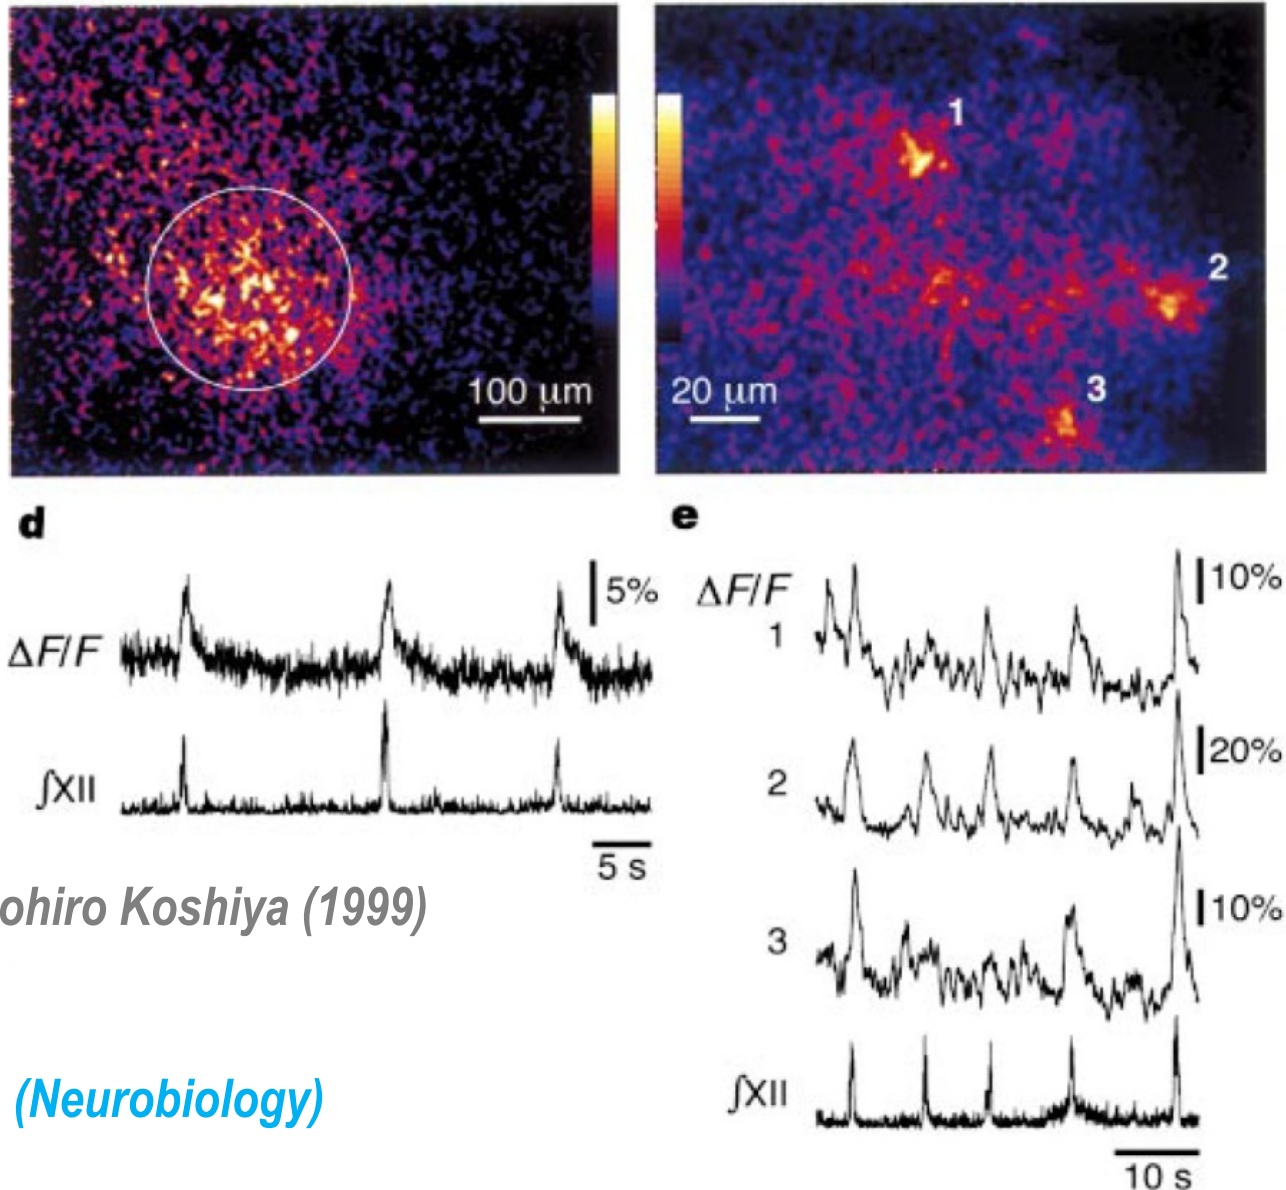 1
2
3
100 µm
20 µm
d
e
ΔF/F
5%
∫XII
5 s
ΔF/F
1
10%
2
20%
3
10%
∫XII
10 s
ohiro Koshiya (1999)
(Neurobiology)